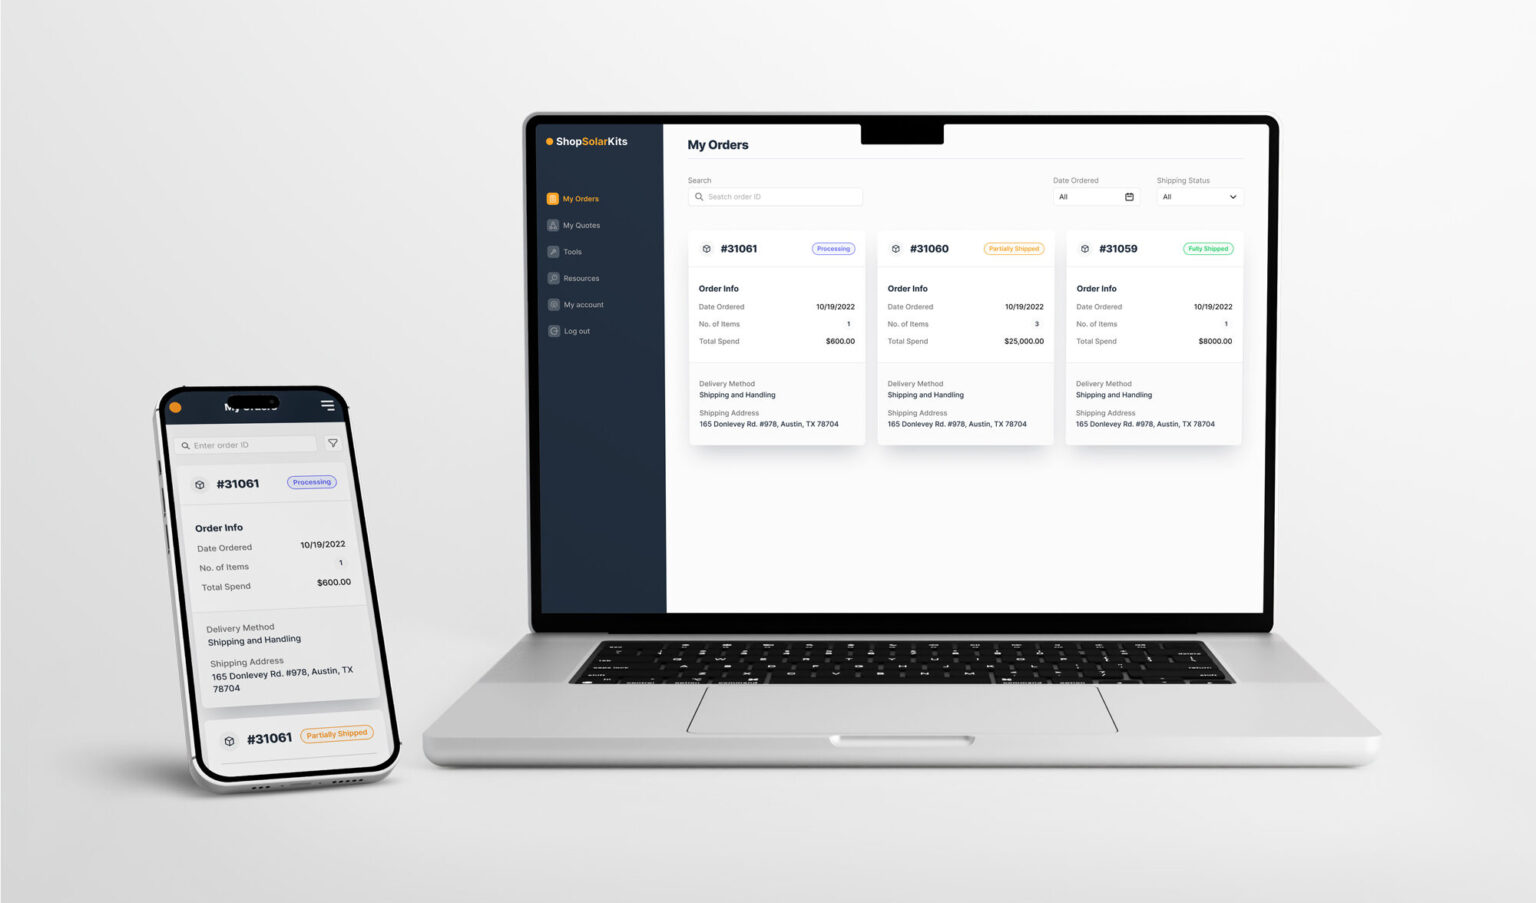 ShopSolarKits
My Orders
My Quotes
Tools
Resources
My account
Log out
My Orders
Search
Seatch order ID
Date Ordered
All
Shipping Status
All
#31061
Processing
Order Info
Date Ordered 10/19/2022
No. of Items 1
Total Spend $600.00
Delivery Method
Shipping and Handling
Shipping Address
165 Donlevey Rd. #978, Austin, TX 78704
#31060
Partially Shipped
Order Info
Date Ordered 10/19/2022
No. of Items 3
Total Spend $25,000.00
Delivery Method
Shipping and Handling
Shipping Address
165 Donlevey Rd. #978, Austin, TX 78704
#31059
Fully Shipped
Order Info
Date Ordered 10/19/2022
No. of Items 1
Total Spend $8000.00
Delivery Method
Shipping and Handling
Shipping Address
165 Donlevey Rd. #978, Austin, TX 78704
My Orders
Enter order ID
#31061
Processing
Order Info
Date Ordered 10/19/2022
No. of Items 1
Total Spend $600.00
Delivery Method
Shipping and Handling
Shipping Address
165 Donlevey Rd. #978, Austin, TX
78704
#31061
Partially Shipped